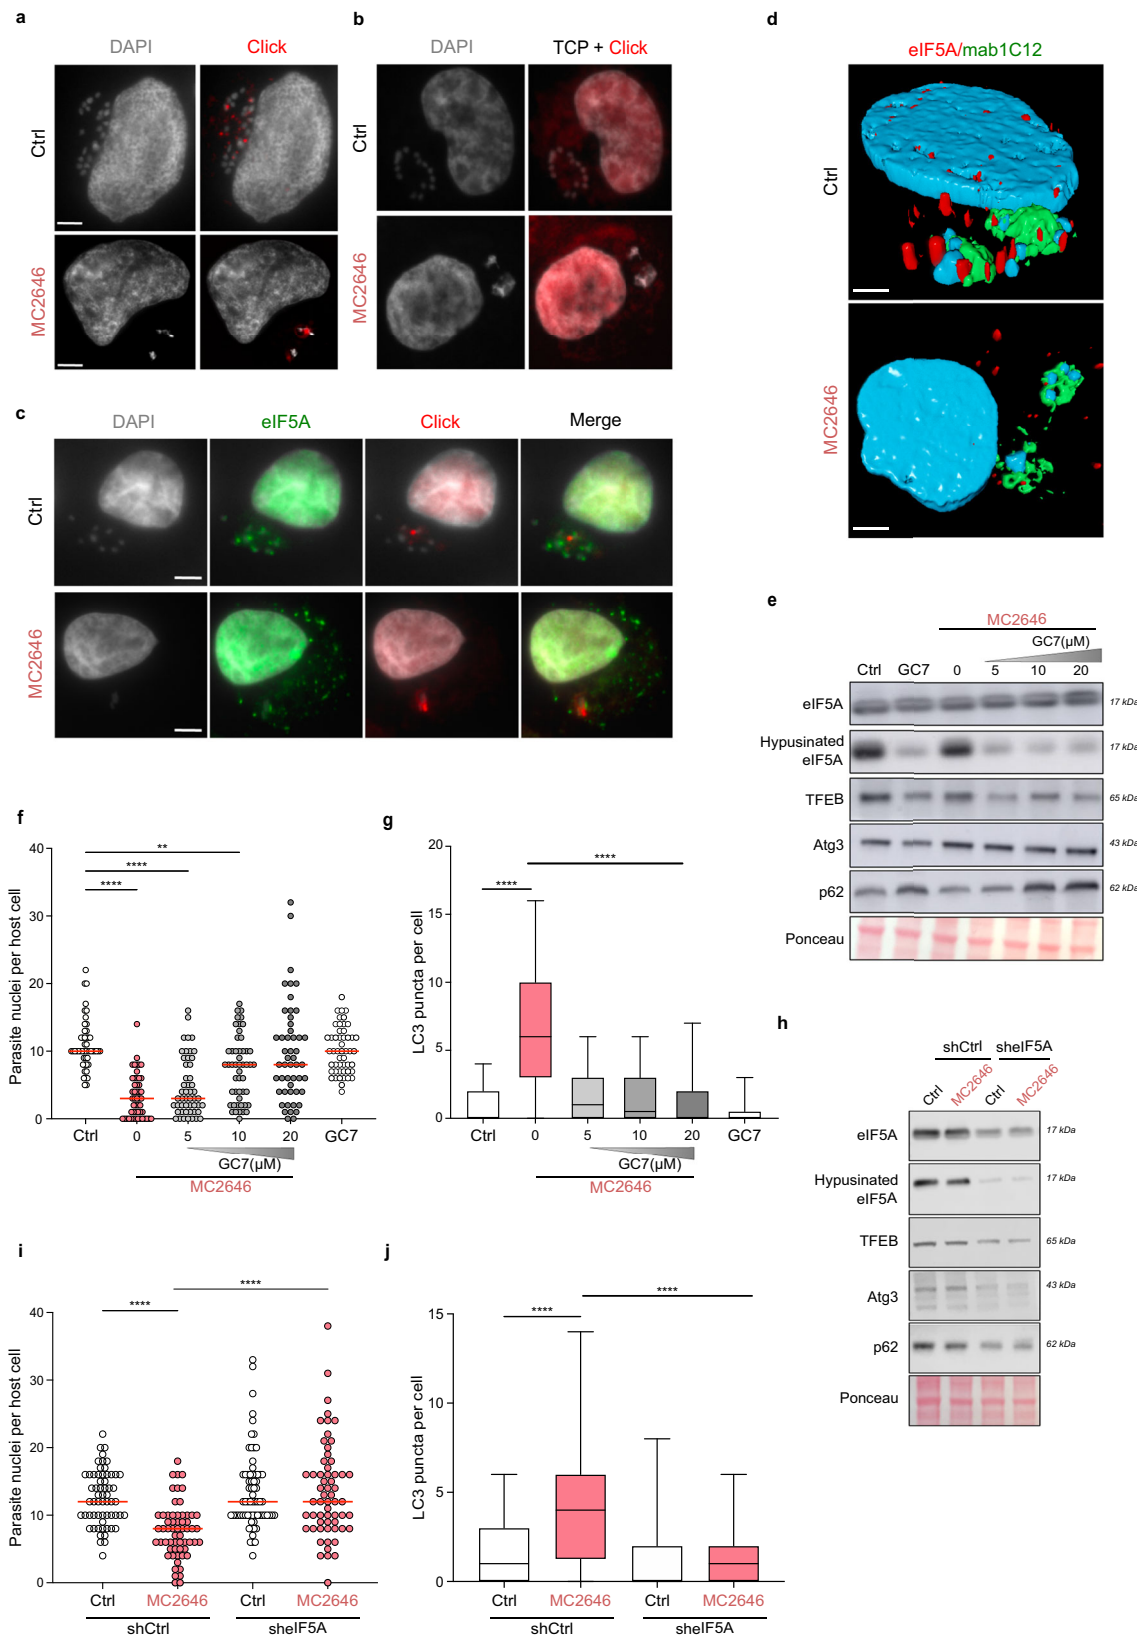 a
DAPI
Click
Ctrl
MC2646
b
DAPI
TCP + Click
Ctrl
MC2646
c
DAPI
eIF5A
Click
Merge
Ctrl
MC2646
d
eIF5A/mab1C12
Ctrl
MC2646
e
MC2646
GC7(μM)
Ctrl GC7 0 5 10 20
eIF5A
17 kDa
Hypusinated
eIF5A
17 kDa
TFEB
65 kDa
Atg3
43 kDa
p62
62 kDa
Ponceau
f
Parasite nuclei per host cell
40
30
20
10
0
**
****
****
Ctrl 0 5 10 20 GC7
GC7(μM)
MC2646
g
LC3 puncta per cell
20
15
10
5
0
****
****
Ctrl 0 5 10 20 GC7
GC7(μM)
MC2646
h
shCtrl sheIF5A
Ctrl MC2646 Ctrl MC2646
eIF5A
17 kDa
Hypusinated
eIF5A
17 kDa
TFEB
65 kDa
Atg3
43 kDa
p62
62 kDa
Ponceau
i
Parasite nuclei per host cell
40
30
20
10
0
****
****
Ctrl MC2646 Ctrl MC2646
shCtrl sheIF5A
j
LC3 puncta per cell
15
10
5
0
****
****
Ctrl MC2646 Ctrl MC2646
shCtrl sheIF5A